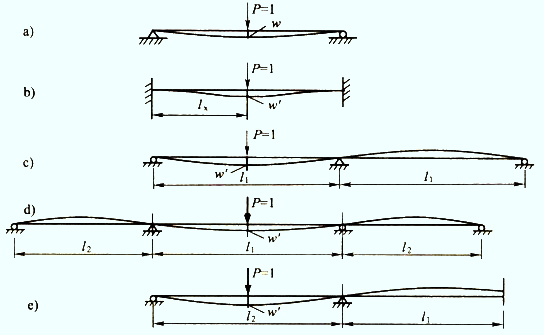 P=1
a) w
P=1
b) w'
lx
P=1
c) w'
l1 l1
d) P=1
w'
l2 l1 l2
P=1
e) w'
l2 l1